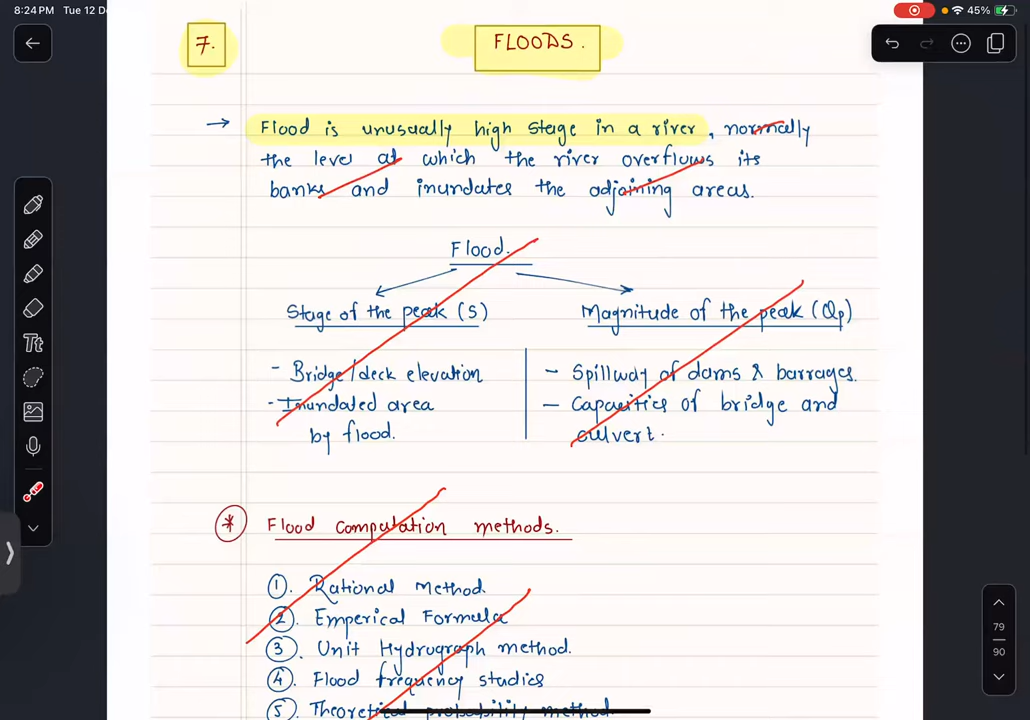 8:24 PM Tue 12 De
45%
7.
FLOODS.
→ Flood is unusually high stage in a river, normally
the level at which the river overflows its
banks and inundates the adjoining areas.
Flood.
Stage of the peak (S)
Magnitude of the peak (Qp)
- Bridge/deck elevation
- Inundated area
by flood.
- Spillway of dams & barrages.
- Capacities of bridge and
culvert.
* Flood computation methods.
①. Rational Method.
②. Emperical Formula
③. Unit Hydrograph method.
④. Flood frequency studies
⑤. Theoretical probability method
Tt
79
90